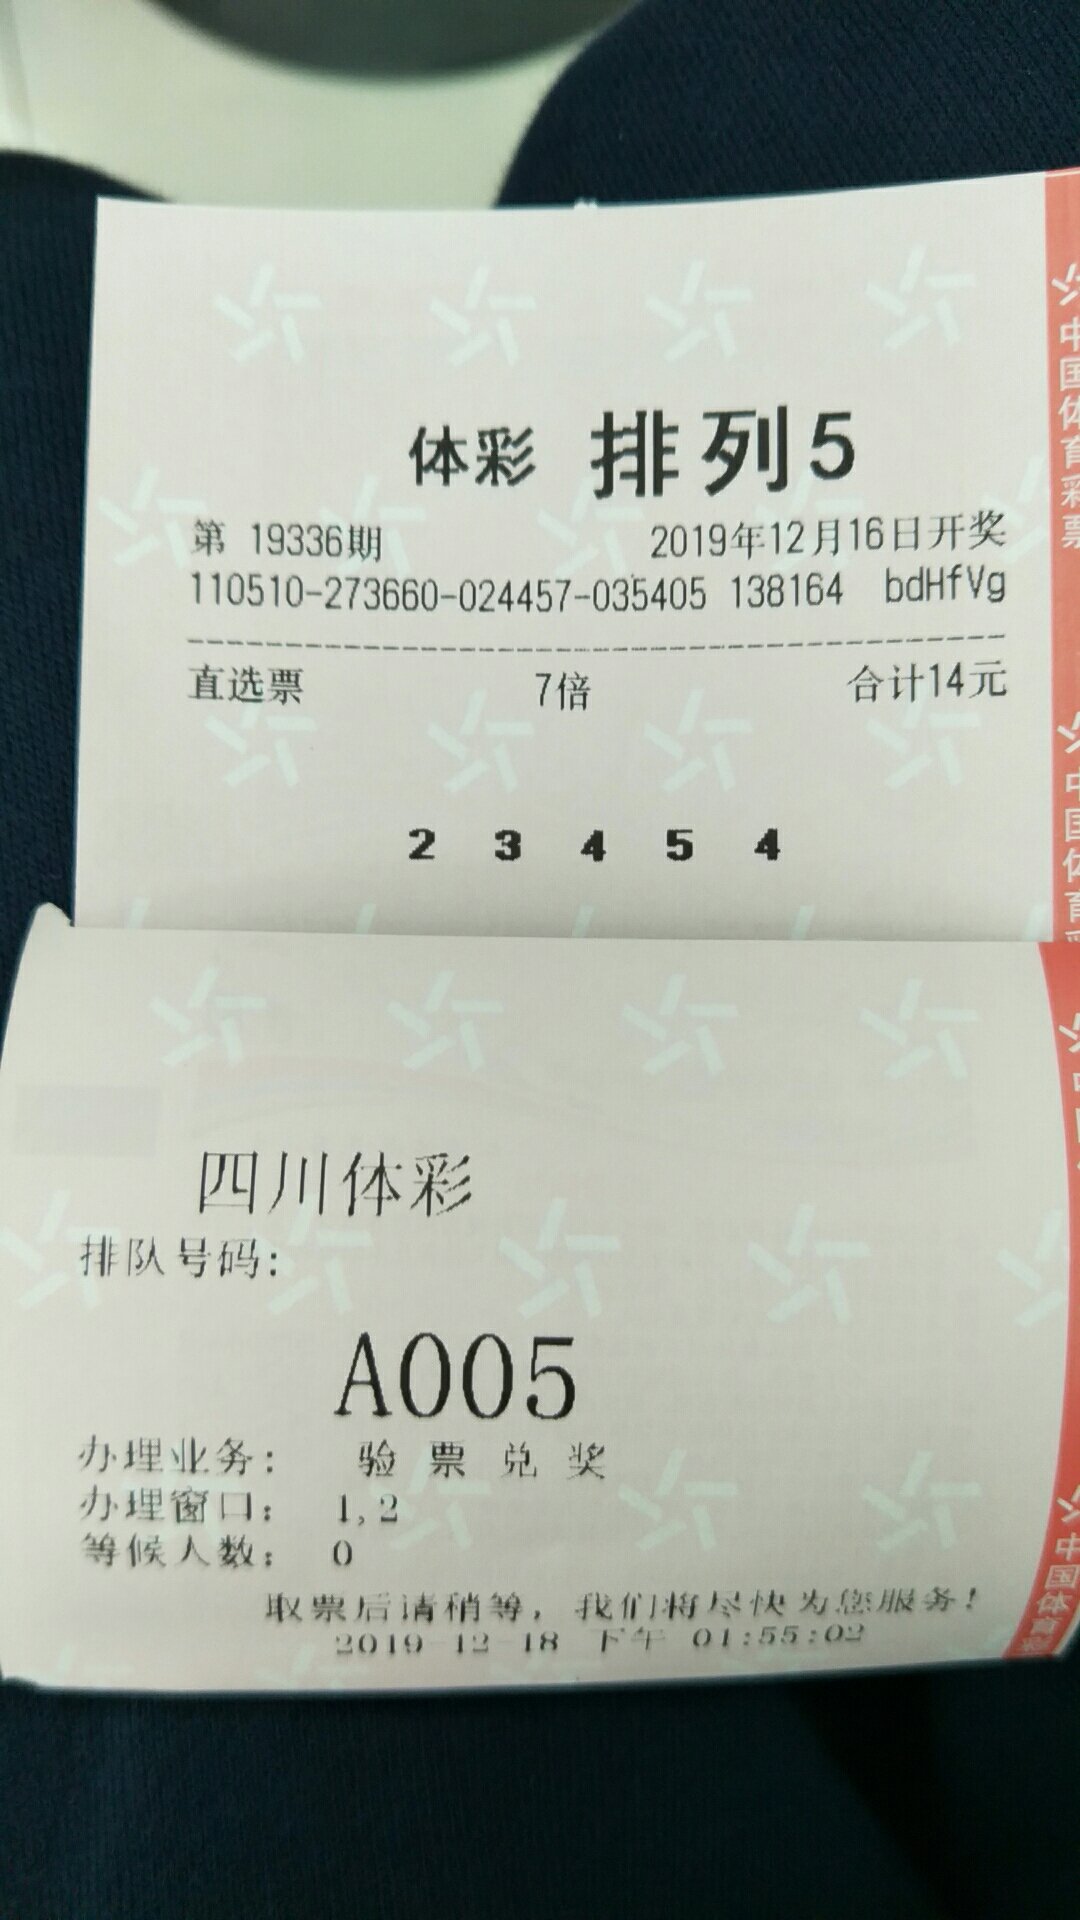 体彩 排列5
第 19336期 2019年12月16日开奖
110510-273660-024457-035405 138164 bdHfVg
直选票 7倍 合计14元
2 3 4 5 4
四川体彩
排队号码:
A005
办理业务: 验票兑奖
办理窗口: 1,2
等候人数: 0
取票后请稍等,我们将尽快为您服务!
2019-12-18 下午 01:55:02
中国体育彩票
中国体育